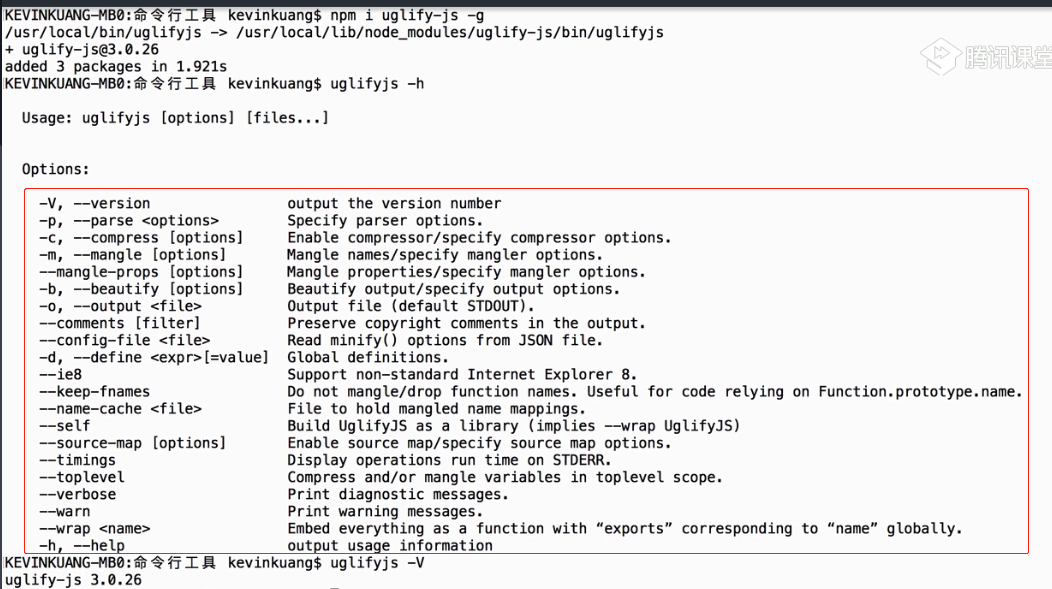 KEVINKUANG-MB0:命令行工具 kevinkuang$ npm i uglify-js -g
/usr/local/bin/uglifyjs -> /usr/local/lib/node_modules/uglify-js/bin/uglifyjs
+ uglify-js@3.0.26
added 3 packages in 1.921s
KEVINKUANG-MB0:命令行工具 kevinkuang$ uglifyjs -h
腾讯课堂
Usage: uglifyjs [options] [files...]
Options:
-V, --version output the version number
-p, --parse <options> Specify parser options.
-c, --compress [options] Enable compressor/specify compressor options.
-m, --mangle [options] Mangle names/specify mangler options.
--mangle-props [options] Mangle properties/specify mangler options.
-b, --beautify [options] Beautify output/specify output options.
-o, --output <file> Output file (default STDOUT).
--comments [filter] Preserve copyright comments in the output.
--config-file <file> Read minify() options from JSON file.
-d, --define <expr>[=value] Global definitions.
--ie8 Support non-standard Internet Explorer 8.
--keep-fnames Do not mangle/drop function names. Useful for code relying on Function.prototype.name.
--name-cache <file> File to hold mangled name mappings.
--self Build UglifyJS as a library (implies --wrap UglifyJS)
--source-map [options] Enable source map/specify source map options.
--timings Display operations run time on STDERR.
--toplevel Compress and/or mangle variables in toplevel scope.
--verbose Print diagnostic messages.
--warn Print warning messages.
--wrap <name> Embed everything as a function with “exports” corresponding to “name” globally.
-h, --help output usage information
KEVINKUANG-MB0:命令行工具 kevinkuang$ uglifyjs -V
uglify-js 3.0.26